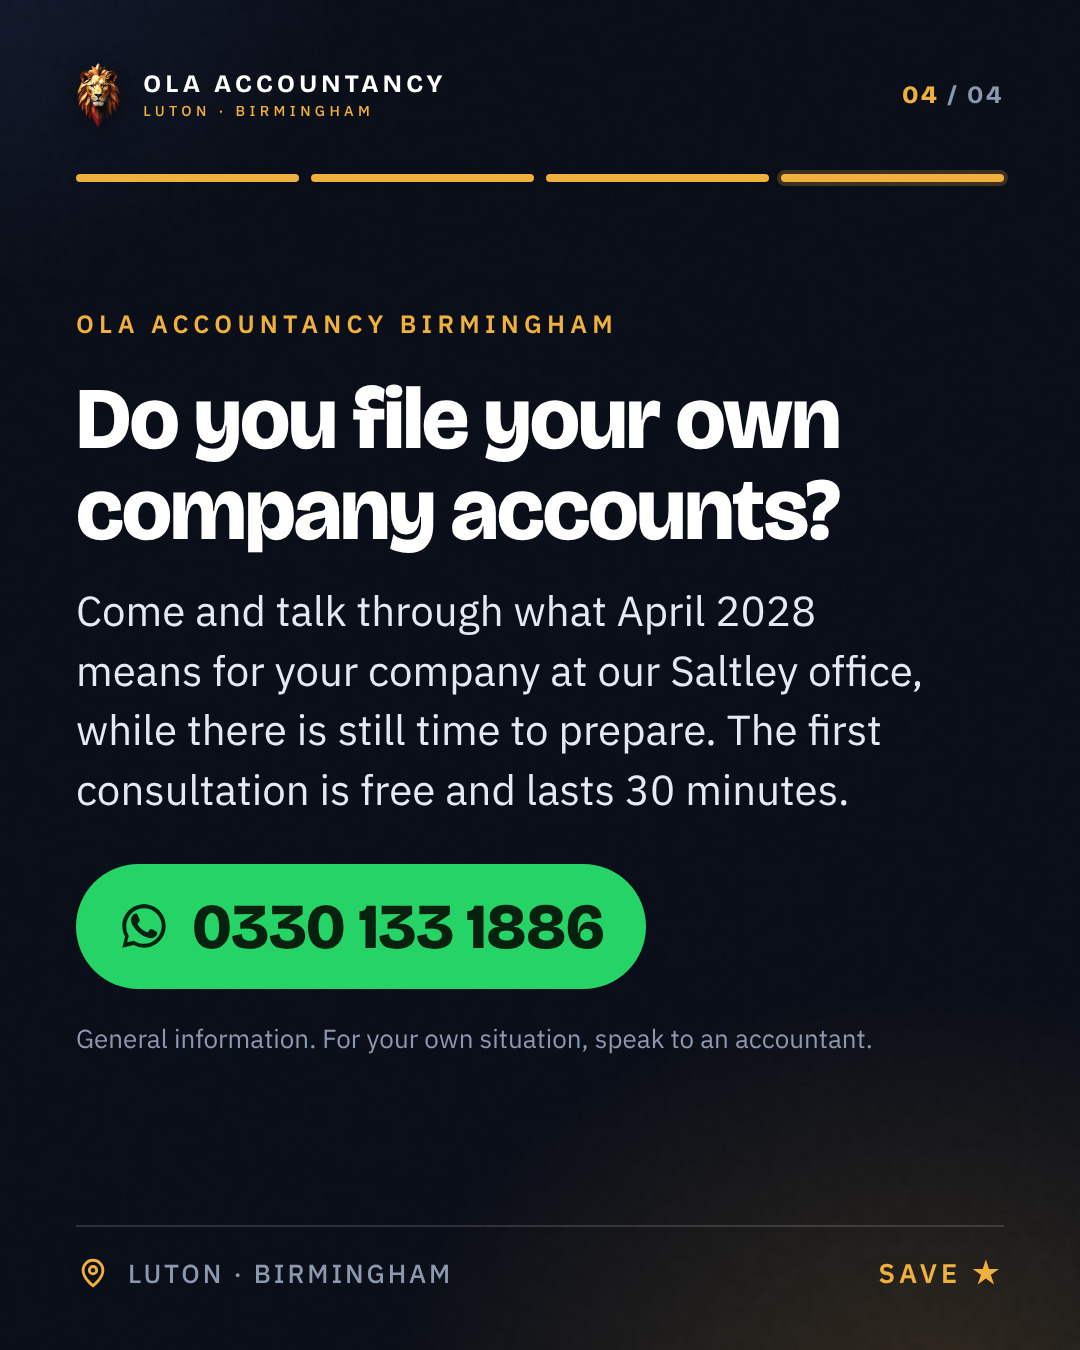 OLA ACCOUNTANCY
LUTON · BIRMINGHAM
04 / 04
OLA ACCOUNTANCY BIRMINGHAM
Do you file your own
company accounts?
Come and talk through what April 2028
means for your company at our Saltley office,
while there is still time to prepare. The first
consultation is free and lasts 30 minutes.
0330 133 1886
General information. For your own situation, speak to an accountant.
LUTON · BIRMINGHAM
SAVE ★